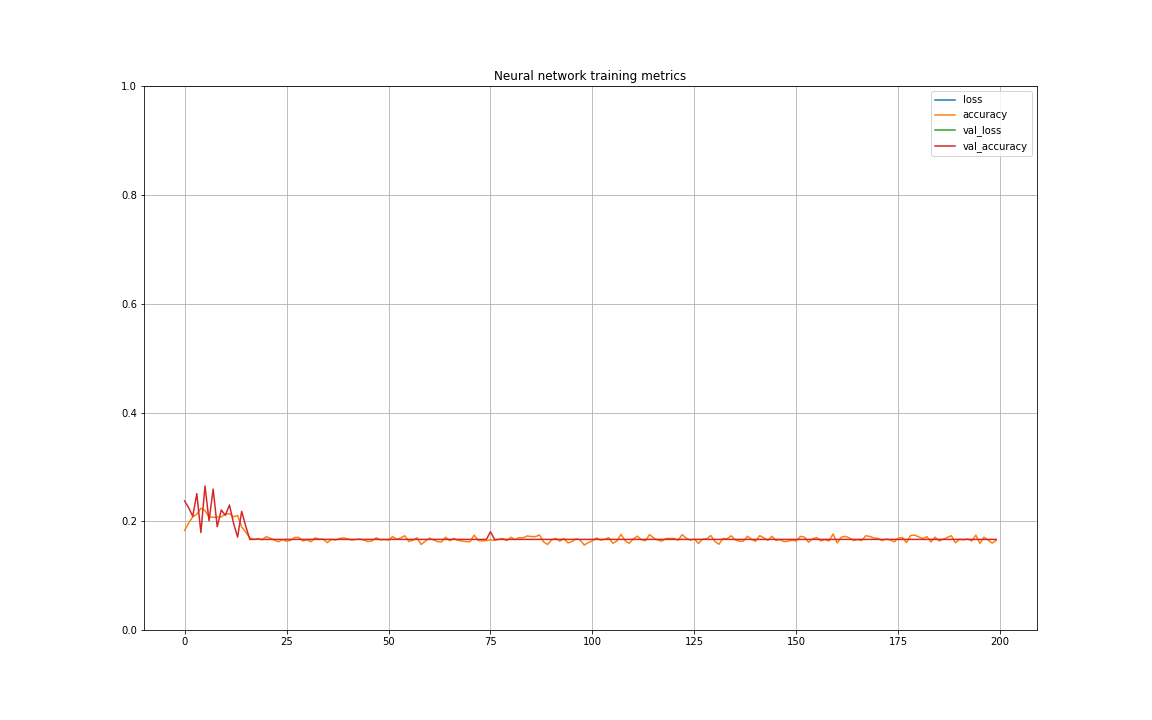 Neural network training metrics
1.0
0.8
0.6
0.4
0.2
0.0
loss
accuracy
val_loss
val_accuracy
0 25 50 75 100 125 150 175 200